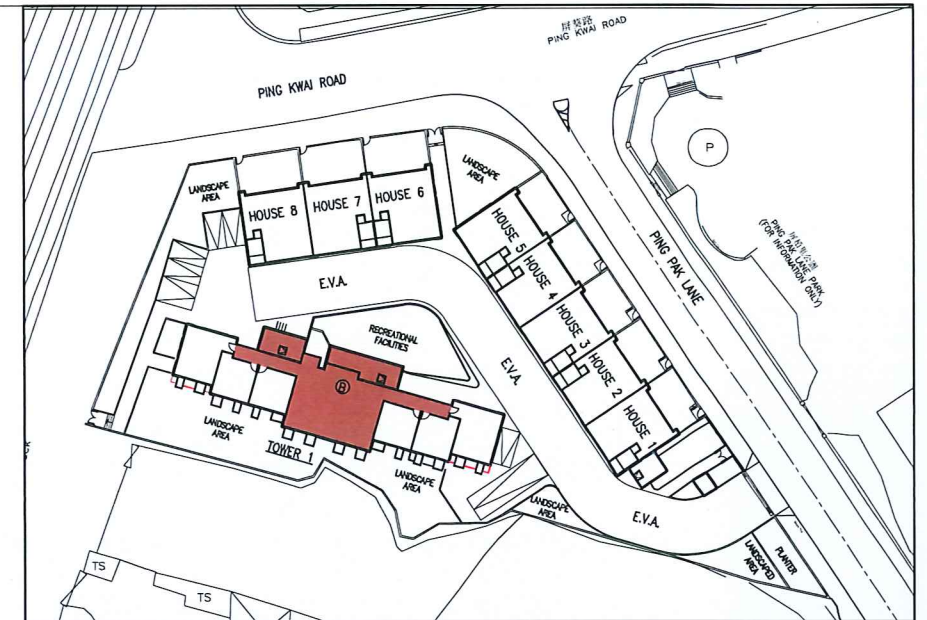 屏葵路
PING KWAI ROAD
PING KWAI ROAD
P
LANDSCAPE
AREA
LANDSCAPE
AREA
HOUSE 8
HOUSE 7
HOUSE 6
HOUSE 5
HOUSE 4
HOUSE 3
HOUSE 2
HOUSE 1
PING PAK LANE
PING PAK LANE PARK
(FOR INFORMATION ONLY)
E.V.A.
RECREATIONAL
FACILITIES
E.V.A.
B
LANDSCAPE
AREA
TOWER 1
LANDSCAPE
AREA
LANDSCAPE
AREA
E.V.A.
LANDSCAPED
AREA
PLANTER
TS
TS